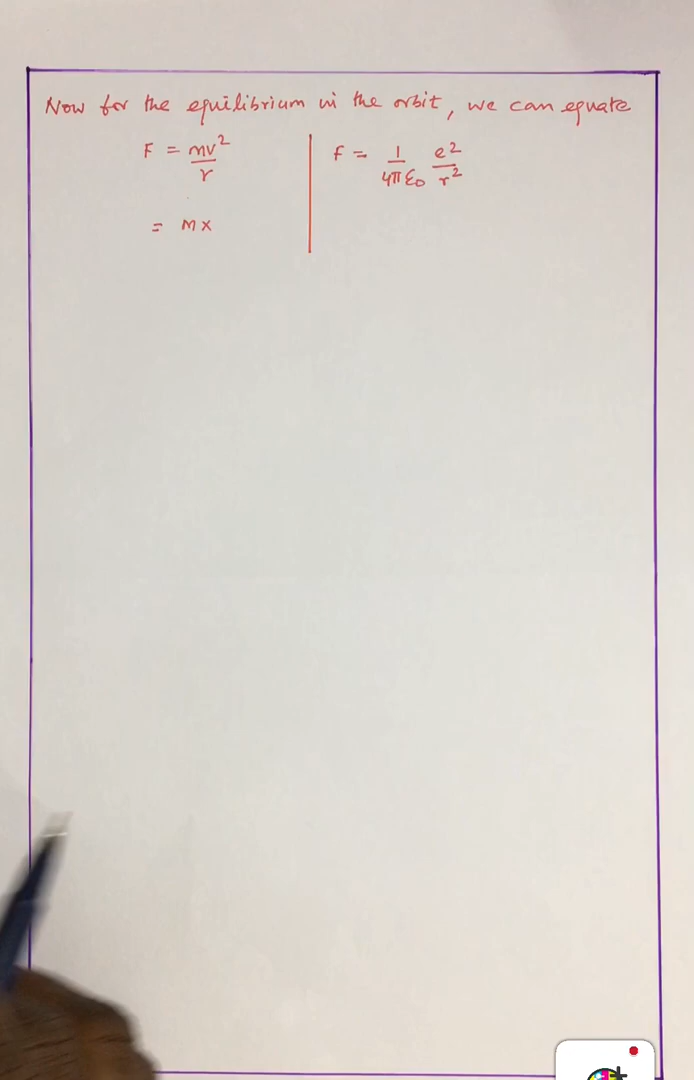 Now for the equilibrium in the orbit, we can equate
F = mv²/r | F = 1/4πε₀ e²/r²
= m x